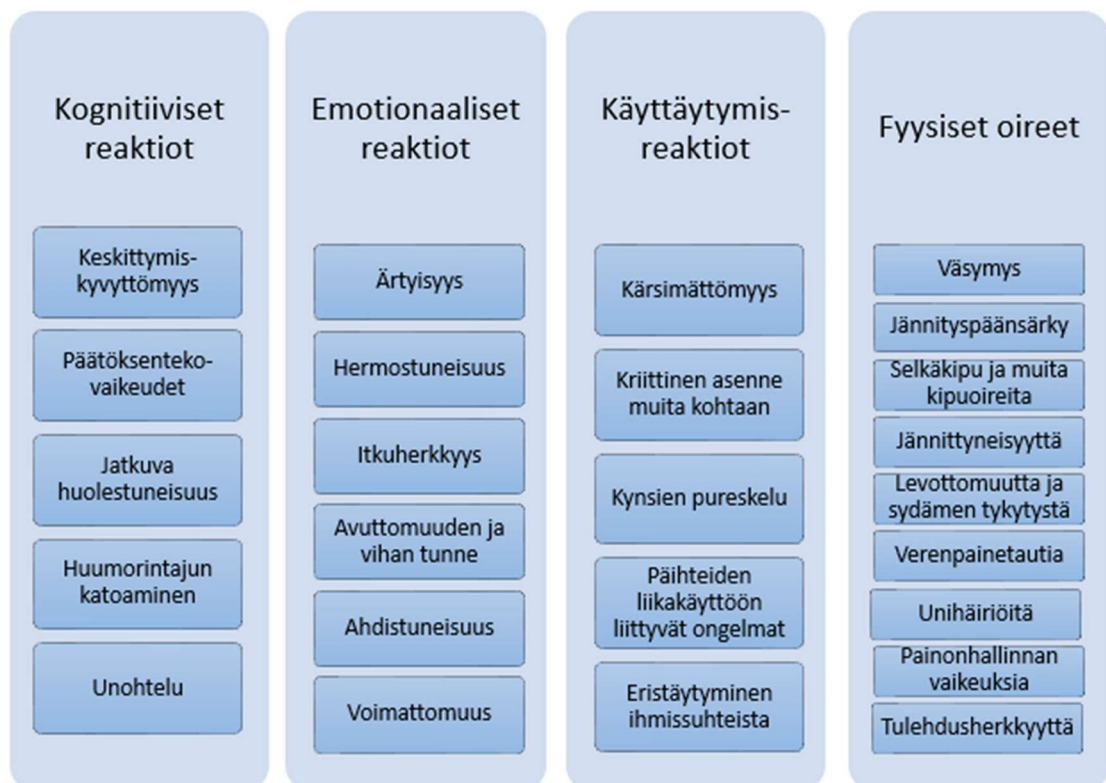 Kognitiiviset
reaktiot
Keskittymis-
kyvyttömyys
Päätöksenteko-
vaikeudet
Jatkuva
huolestuneisuus
Huumorintajun
katoaminen
Unohtelu
Emotionaaliset
reaktiot
Ärtyisyys
Hermostuneisuus
Itkuherkkyys
Avuttomuuden ja
vihan tunne
Ahdistuneisuus
Voimattomuus
Käyttäytymis-
reaktiot
Kärsimättömyys
Kriittinen asenne
muita kohtaan
Kynsien pureskelu
Päihteiden
liikakäyttöön
liittyvät ongelmat
Eristäytyminen
ihmissuhteista
Fyysiset oireet
Väsymys
Jännityspäänsärky
Selkäkipu ja muita
kipuoireita
Jännittyneisyyttä
Levottomuutta ja
sydämen tykytystä
Verenpainetautia
Unihäiriöitä
Painonhallinnan
vaikeuksia
Tulehdusherkkyyttä